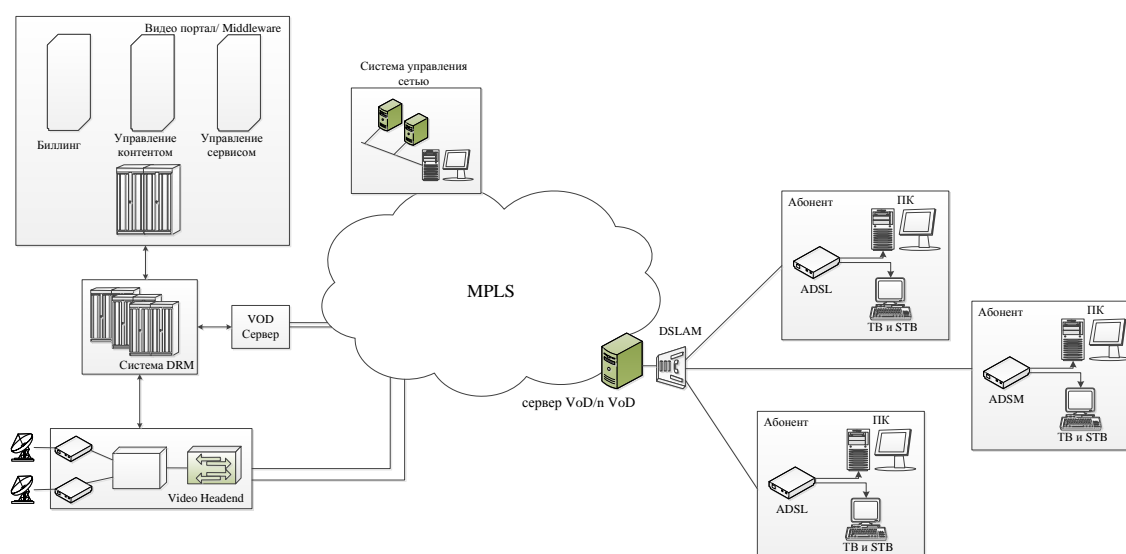 Видео портал/ Middleware
Биллинг
Управление
контентом
Управление
сервисом
Система управления
сетью
MPLS
VOD
Сервер
Система DRM
Video Headend
сервер VoD/n VoD
DSLAM
Абонент
ПК
ADSL
ТВ и STB
Абонент
ПК
ADSM
ТВ и STB
Абонент
ПК
ADSL
ТВ и STB